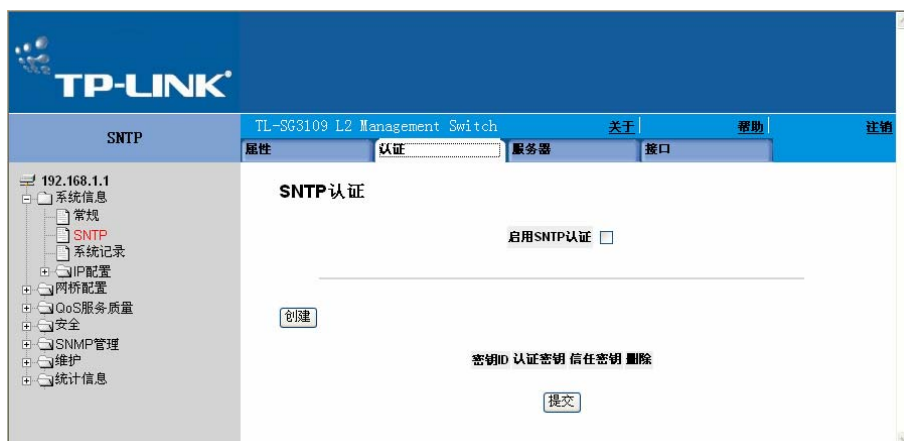 TP-LINK
SNTP
TL-SG3109 L2 Management Switch 关于 帮助 注销
属性 认证 服务器 接口
192.168.1.1
系统信息
常规
SNTP
系统记录
IP配置
网桥配置
QoS服务质量
安全
SNMP管理
维护
统计信息
SNTP认证
启用SNTP认证
创建
密钥ID 认证密钥 信任密钥 删除
提交